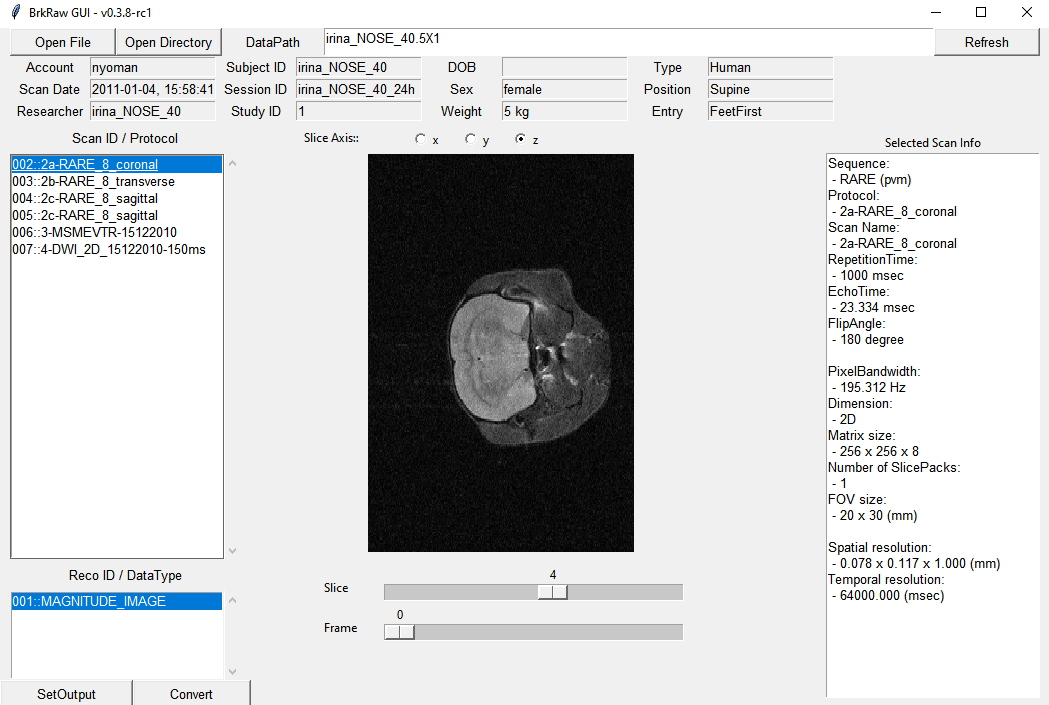 BrkRaw GUI - v0.3.8-rc1
Open File Open Directory DataPath irina_NOSE_40.5X1 Refresh
Account nyoman Subject ID irina_NOSE_40 DOB Type Human
Scan Date 2011-01-04, 15:58:41 Session ID irina_NOSE_40_24h Sex female Position Supine
Researcher irina_NOSE_40 Study ID 1 Weight 5 kg Entry FeetFirst
Scan ID / Protocol
Slice Axis:: x y z
Selected Scan Info
002::2a-RARE_8_coronal
003::2b-RARE_8_transverse
004::2c-RARE_8_sagittal
005::2c-RARE_8_sagittal
006::3-MSMEVTR-15122010
007::4-DWI_2D_15122010-150ms
Sequence:
- RARE (pvm)
Protocol:
- 2a-RARE_8_coronal
Scan Name:
- 2a-RARE_8_coronal
RepetitionTime:
- 1000 msec
EchoTime:
- 23.334 msec
FlipAngle:
- 180 degree
PixelBandwidth:
- 195.312 Hz
Dimension:
- 2D
Matrix size:
- 256 x 256 x 8
Number of SlicePacks:
- 1
FOV size:
- 20 x 30 (mm)
Spatial resolution:
- 0.078 x 0.117 x 1.000 (mm)
Temporal resolution:
- 64000.000 (msec)
Reco ID / DataType
001::MAGNITUDE_IMAGE
4
Slice
0
Frame
SetOutput Convert